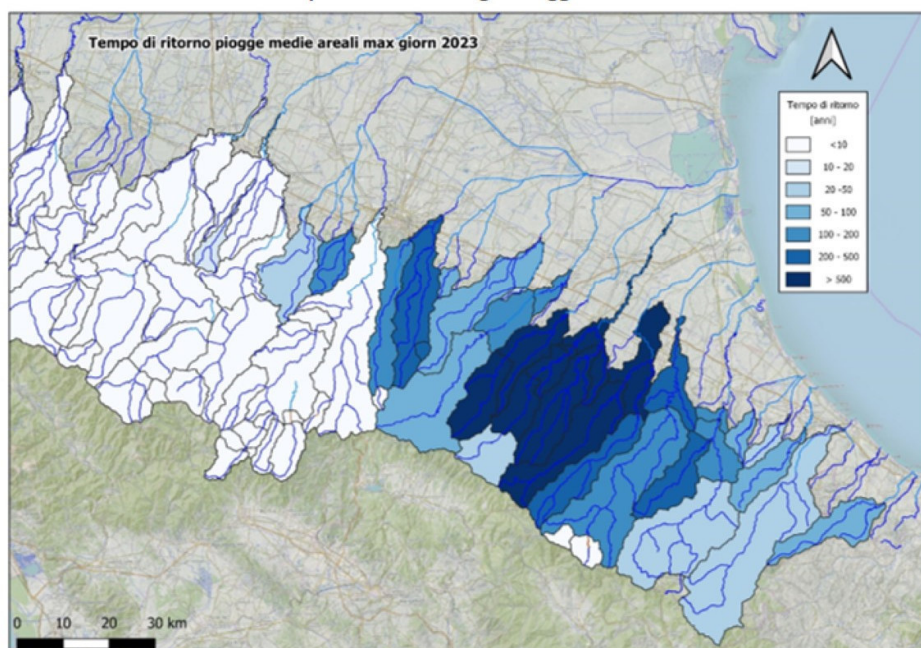 Tempo di ritorno piogge medie areali max giorn 2023
Tempo di ritorno
[anni]
<10
10 - 20
20 -50
50 - 100
100 - 200
200 - 500
> 500
0 10 20 30 km